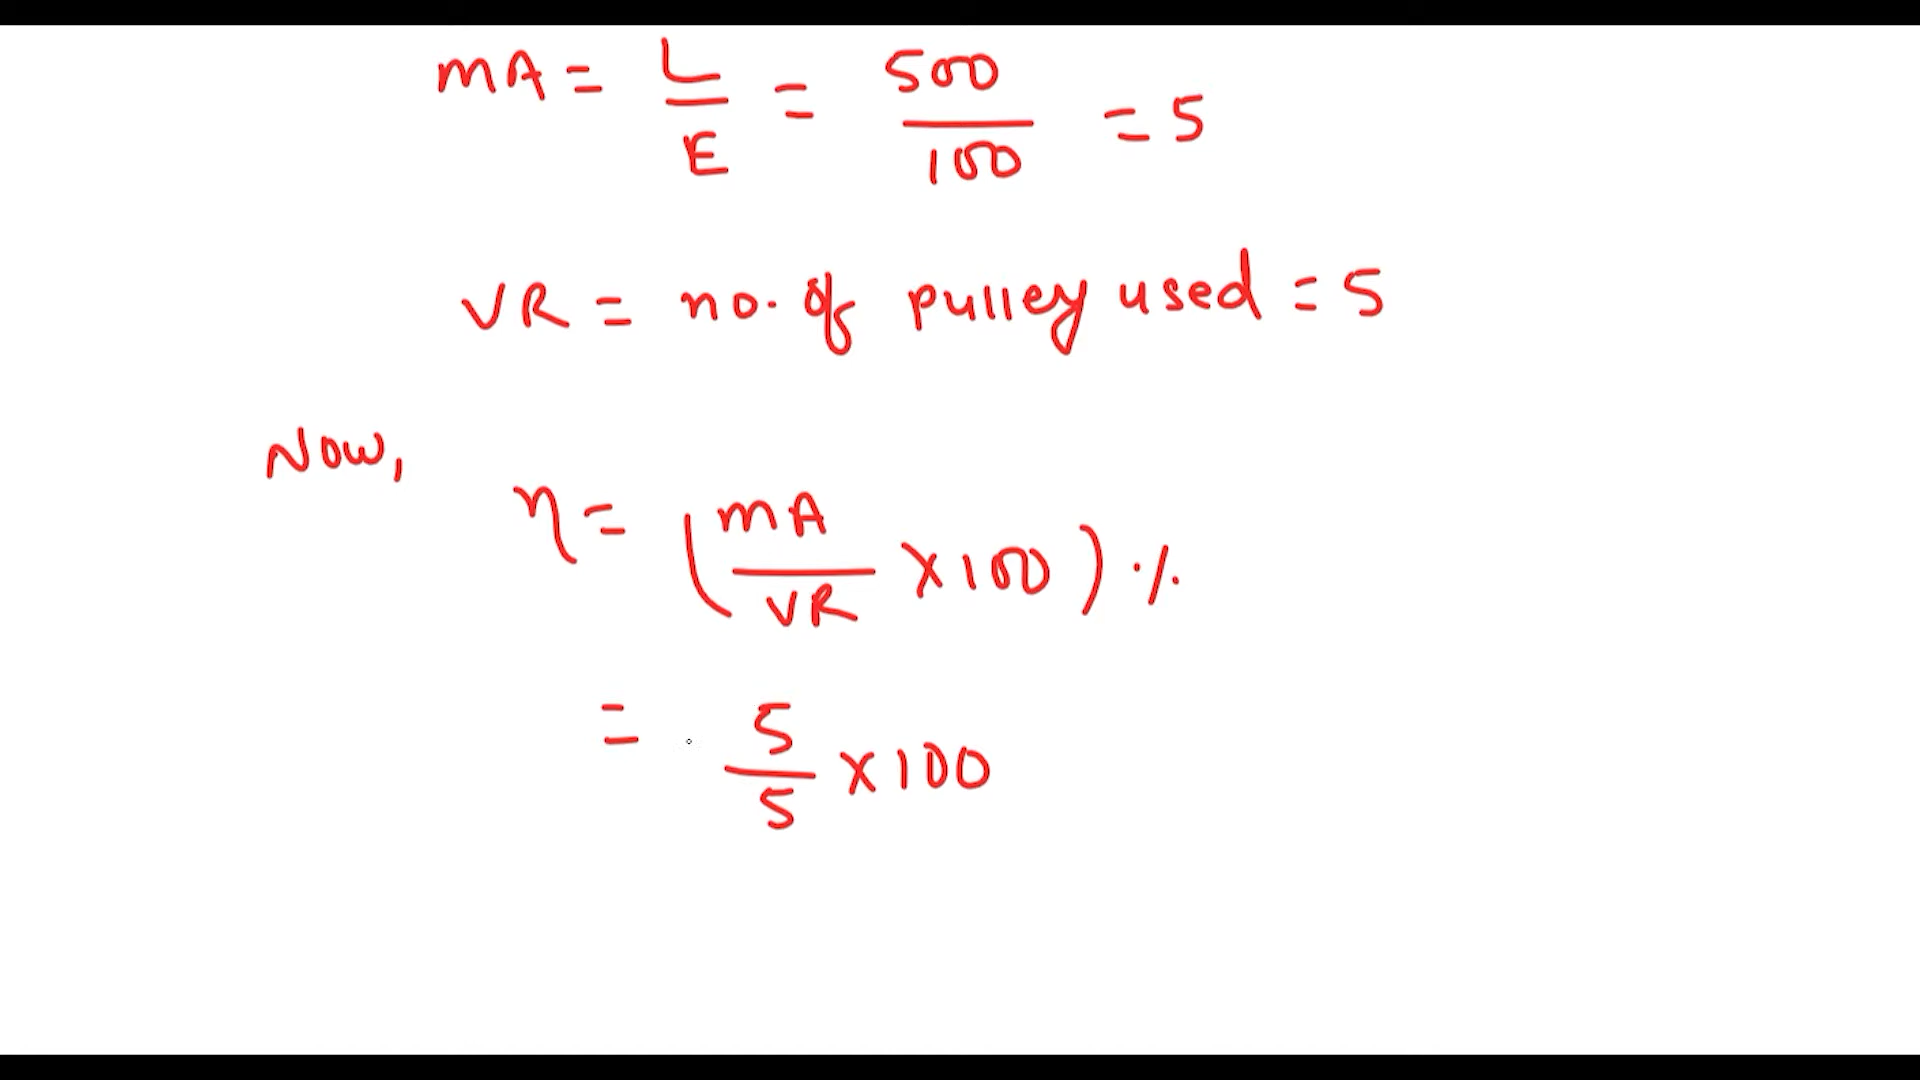 mA = L/E = 500/100 = 5
VR = no. of pulley used = 5
Now,
η = (mA/VR × 100) %
= 5/5 × 100